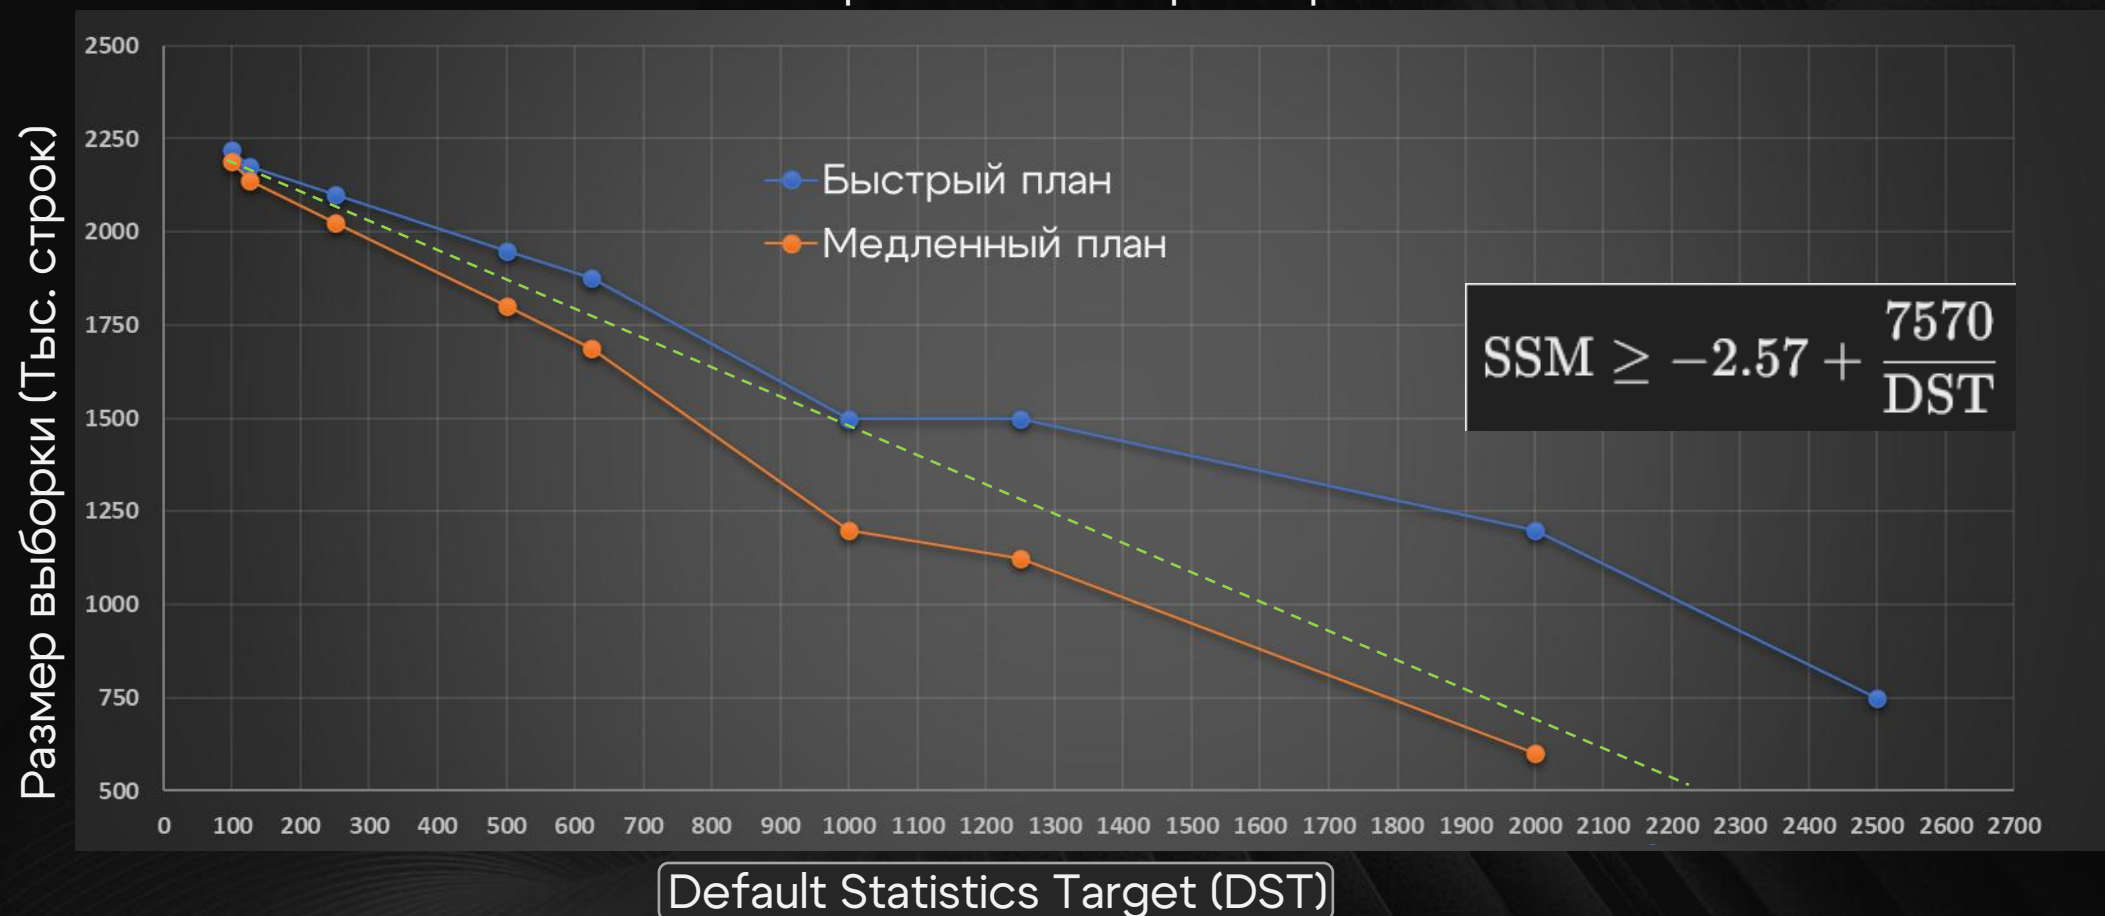 Размер выборки (Тыс. строк)
2500
2250
2000
1750
1500
1250
1000
750
500
Быстрый план
Медленный план
SSM ≥ −2.57 + 7570/DST
0 100 200 300 400 500 600 700 800 900 1000 1100 1200 1300 1400 1500 1600 1700 1800 1900 2000 2100 2200 2300 2400 2500 2600 2700
Default Statistics Target (DST)